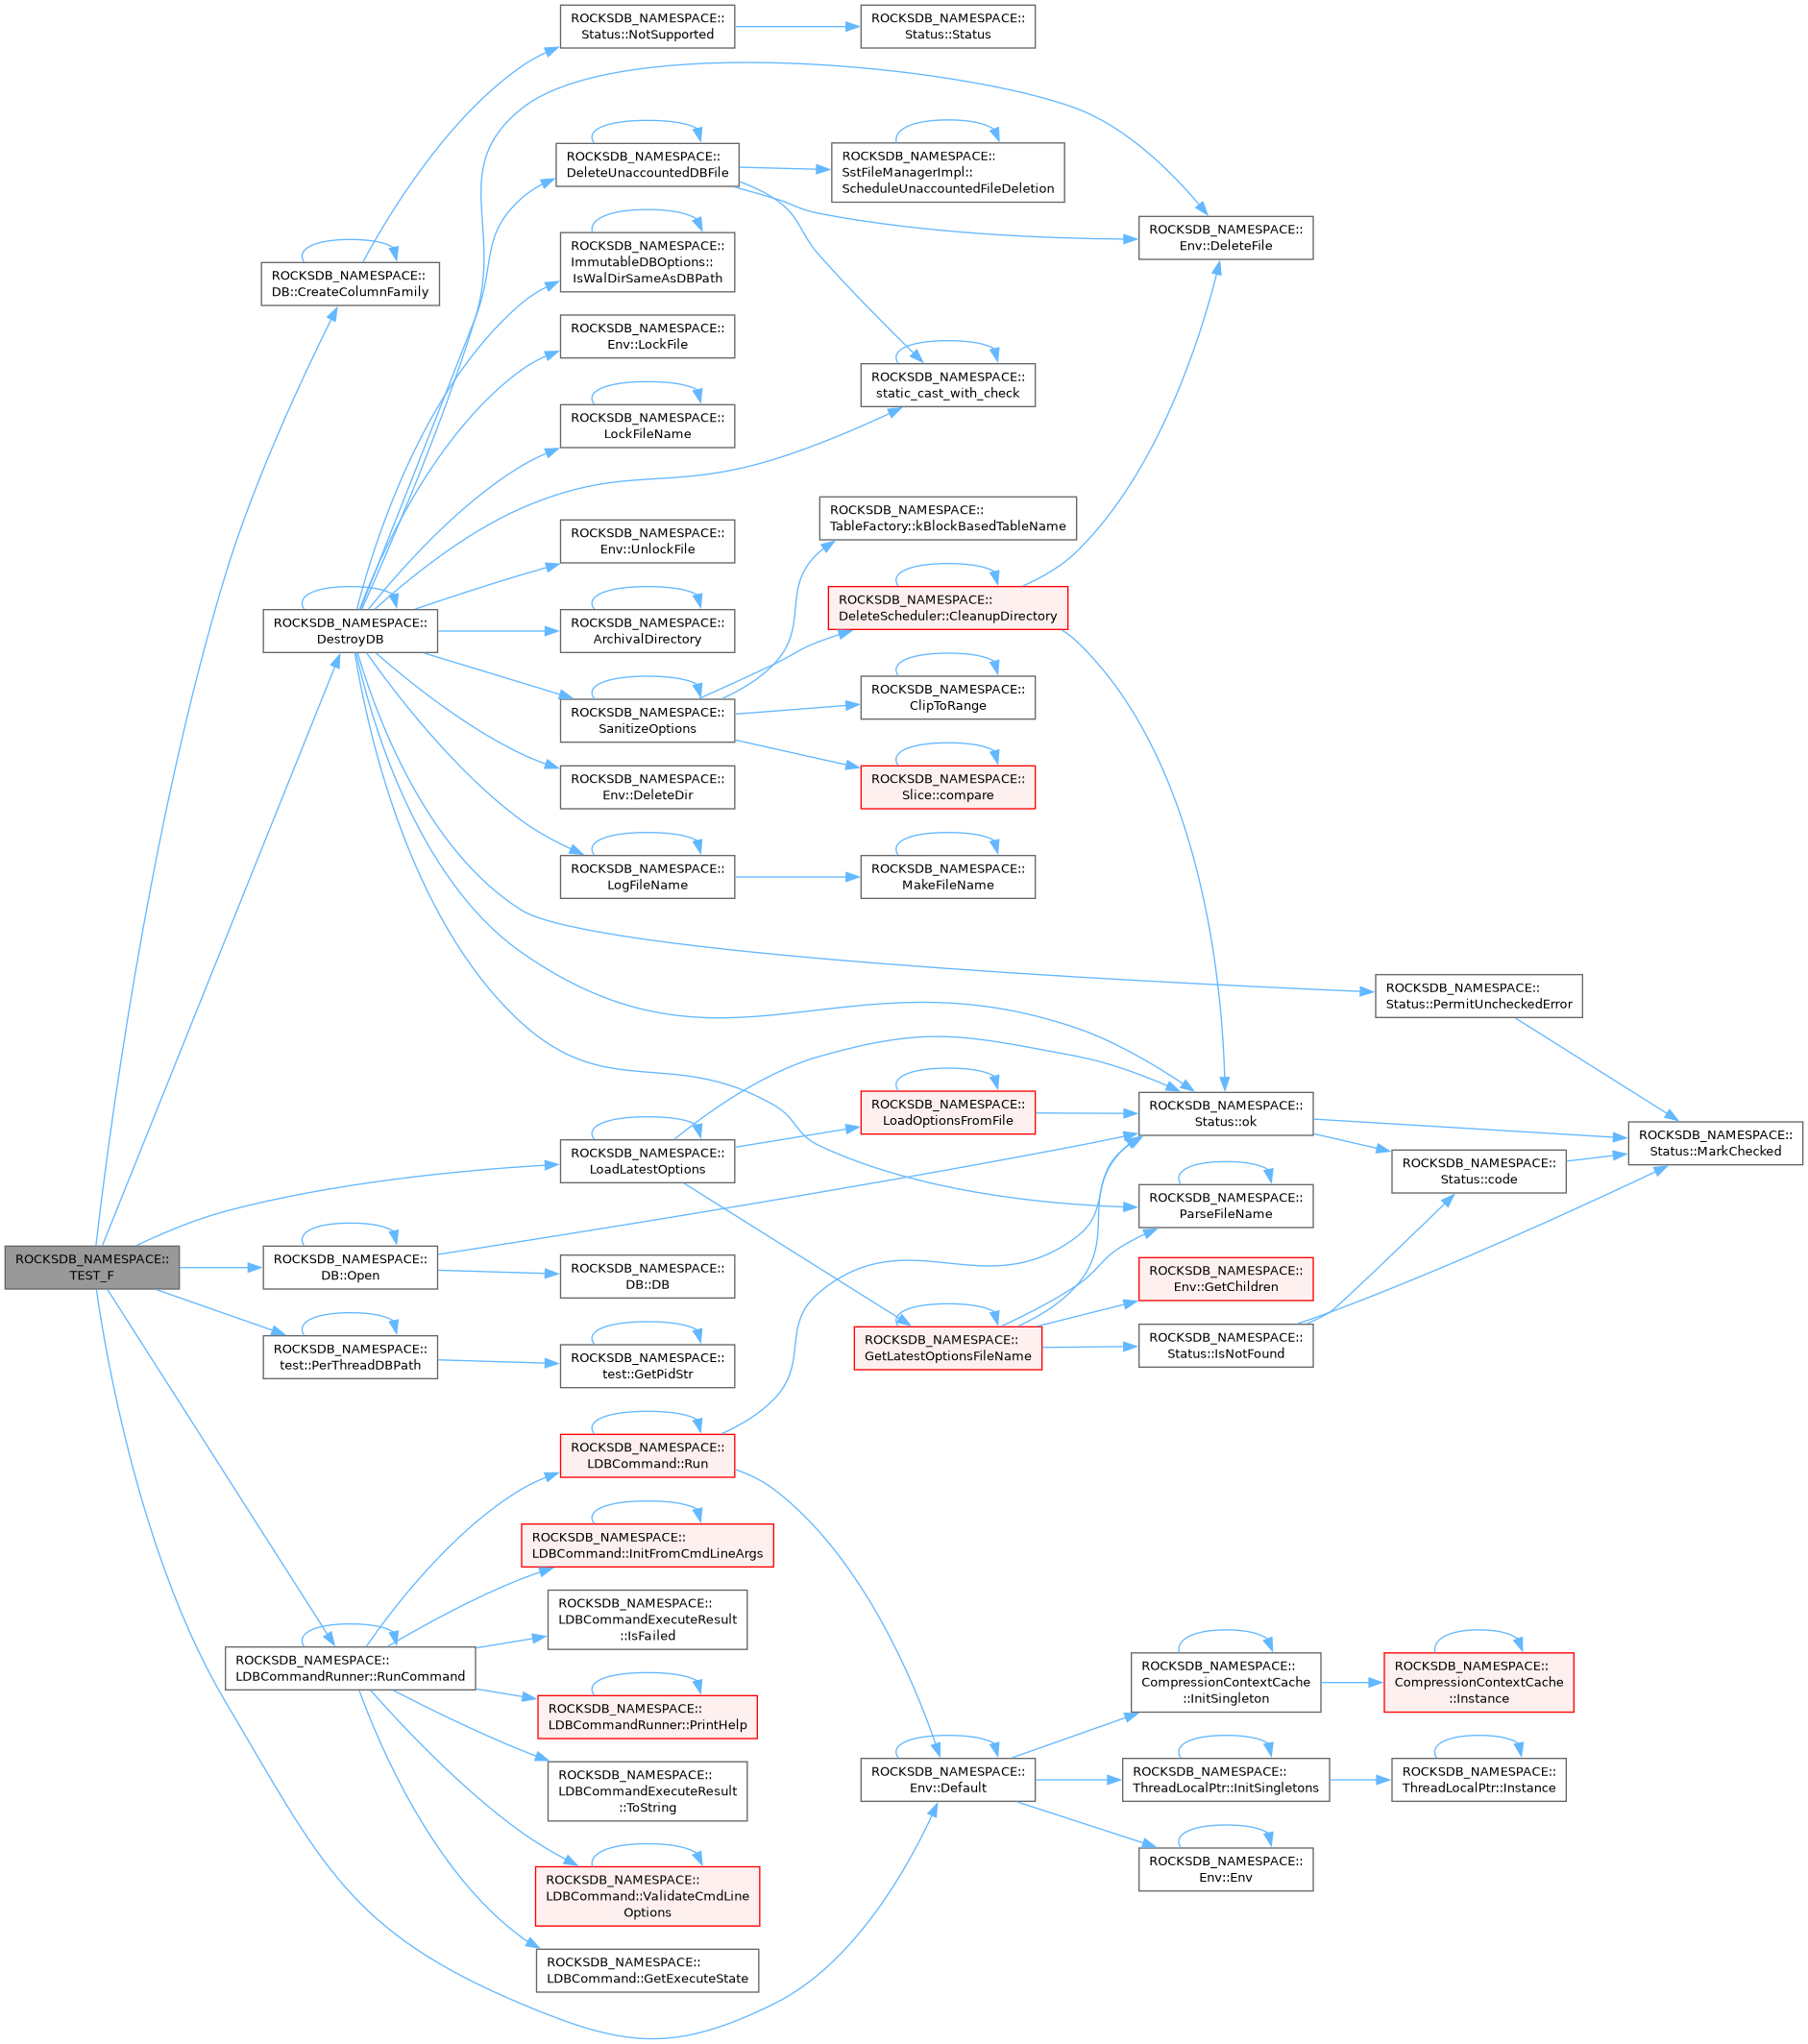 ROCKSDB_NAMESPACE::
Status::NotSupported
ROCKSDB_NAMESPACE::
Status::Status
ROCKSDB_NAMESPACE::
DeleteUnaccountedDBFile
ROCKSDB_NAMESPACE::
SstFileManagerImpl::
ScheduleUnaccountedFileDeletion
ROCKSDB_NAMESPACE::
Env::DeleteFile
ROCKSDB_NAMESPACE::
ImmutableDBOptions::
IsWalDirSameAsDBPath
ROCKSDB_NAMESPACE::
DB::CreateColumnFamily
ROCKSDB_NAMESPACE::
Env::LockFile
ROCKSDB_NAMESPACE::
static_cast_with_check
ROCKSDB_NAMESPACE::
LockFileName
ROCKSDB_NAMESPACE::
TableFactory::kBlockBasedTableName
ROCKSDB_NAMESPACE::
Env::UnlockFile
ROCKSDB_NAMESPACE::
DeleteScheduler::CleanupDirectory
ROCKSDB_NAMESPACE::
DestroyDB
ROCKSDB_NAMESPACE::
ArchivalDirectory
ROCKSDB_NAMESPACE::
ClipToRange
ROCKSDB_NAMESPACE::
SanitizeOptions
ROCKSDB_NAMESPACE::
Env::DeleteDir
ROCKSDB_NAMESPACE::
Slice::compare
ROCKSDB_NAMESPACE::
LogFileName
ROCKSDB_NAMESPACE::
MakeFileName
ROCKSDB_NAMESPACE::
Status::PermitUncheckedError
ROCKSDB_NAMESPACE::
LoadOptionsFromFile
ROCKSDB_NAMESPACE::
Status::ok
ROCKSDB_NAMESPACE::
Status::MarkChecked
ROCKSDB_NAMESPACE::
LoadLatestOptions
ROCKSDB_NAMESPACE::
Status::code
ROCKSDB_NAMESPACE::
ParseFileName
ROCKSDB_NAMESPACE::
TEST_F
ROCKSDB_NAMESPACE::
DB::Open
ROCKSDB_NAMESPACE::
DB::DB
ROCKSDB_NAMESPACE::
Env::GetChildren
ROCKSDB_NAMESPACE::
test::PerThreadDBPath
ROCKSDB_NAMESPACE::
test::GetPidStr
ROCKSDB_NAMESPACE::
GetLatestOptionsFileName
ROCKSDB_NAMESPACE::
Status::IsNotFound
ROCKSDB_NAMESPACE::
LDBCommand::Run
ROCKSDB_NAMESPACE::
LDBCommand::InitFromCmdLineArgs
ROCKSDB_NAMESPACE::
LDBCommandExecuteResult
::IsFailed
ROCKSDB_NAMESPACE::
LDBCommandRunner::RunCommand
ROCKSDB_NAMESPACE::
LDBCommandRunner::PrintHelp
ROCKSDB_NAMESPACE::
CompressionContextCache
::InitSingleton
ROCKSDB_NAMESPACE::
CompressionContextCache
::Instance
ROCKSDB_NAMESPACE::
LDBCommandExecuteResult
::ToString
ROCKSDB_NAMESPACE::
Env::Default
ROCKSDB_NAMESPACE::
ThreadLocalPtr::InitSingletons
ROCKSDB_NAMESPACE::
ThreadLocalPtr::Instance
ROCKSDB_NAMESPACE::
LDBCommand::ValidateCmdLine
Options
ROCKSDB_NAMESPACE::
Env::Env
ROCKSDB_NAMESPACE::
LDBCommand::GetExecuteState